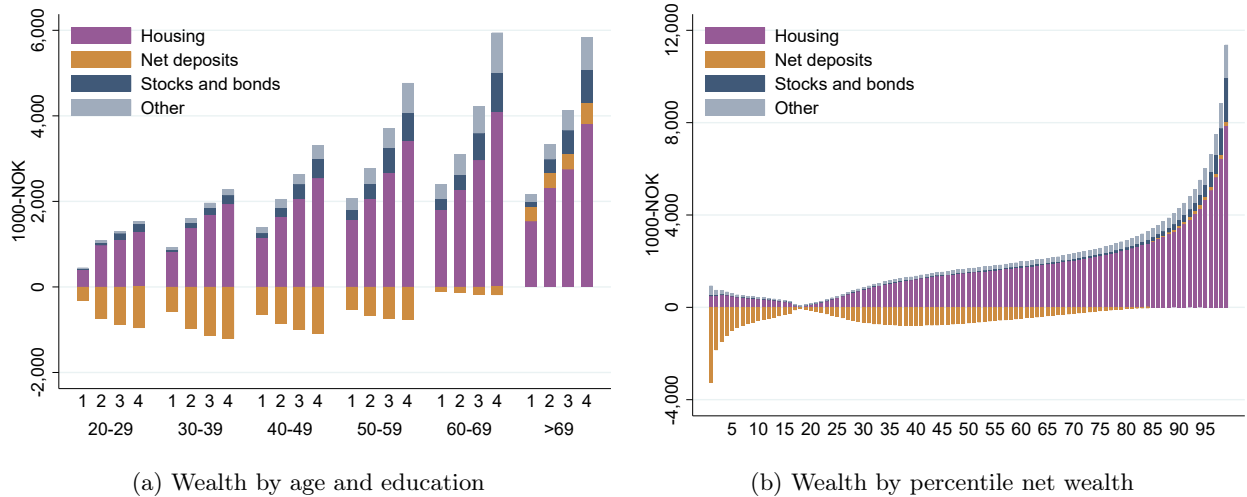 6,000
4,000
2,000
0
-2,000
1000-NOK
Housing
Net deposits
Stocks and bonds
Other
1 2 3 4 1 2 3 4 1 2 3 4 1 2 3 4 1 2 3 4 1 2 3 4
20-29 30-39 40-49 50-59 60-69 >69
(a) Wealth by age and education
12,000
8,000
4,000
0
-4,000
1000-NOK
Housing
Net deposits
Stocks and bonds
Other
5 10 15 20 25 30 35 40 45 50 55 60 65 70 75 80 85 90 95
(b) Wealth by percentile net wealth